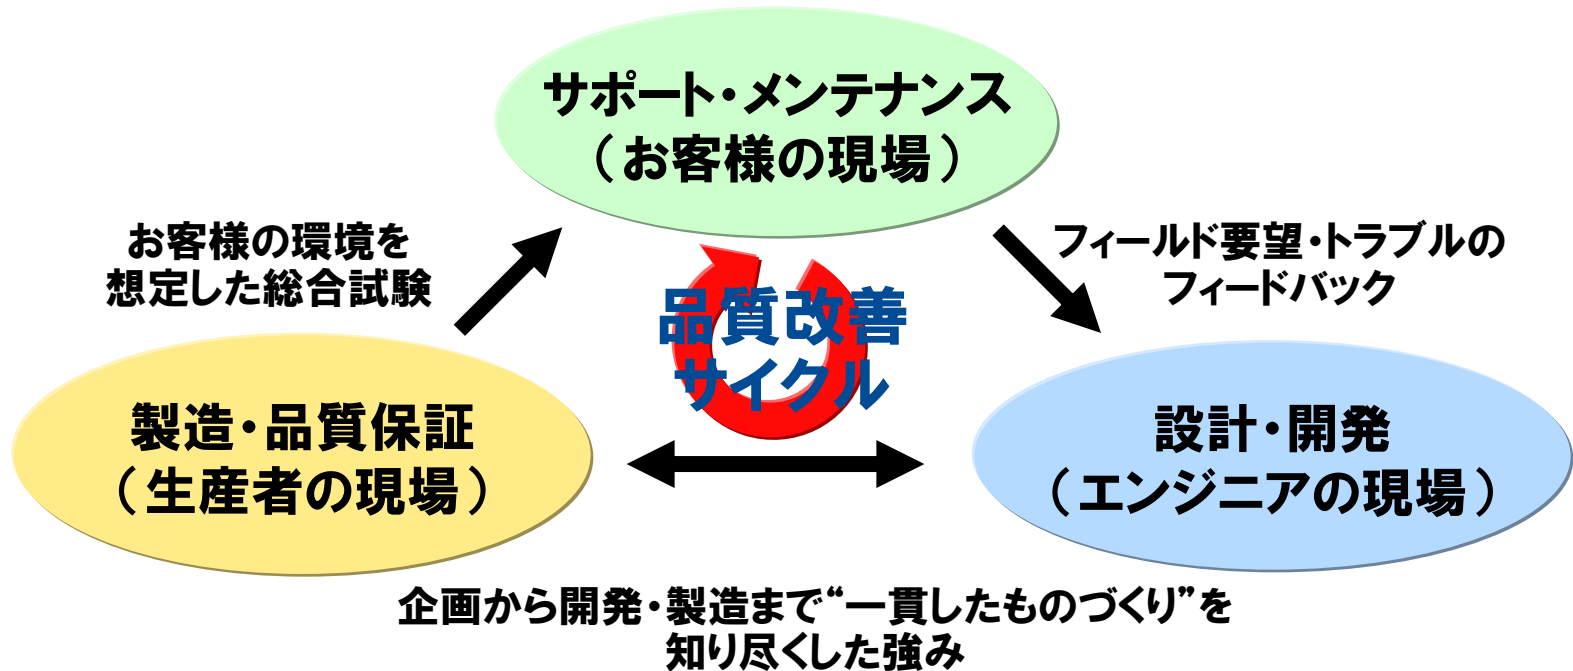 サポート・メンテナンス
（お客様の現場）
お客様の環境を
想定した総合試験
フィールド要望・トラブルの
フィードバック
品質改善
サイクル
製造・品質保証
（生産者の現場）
設計・開発
（エンジニアの現場）
企画から開発・製造まで“一貫したものづくり”を
知り尽くした強み